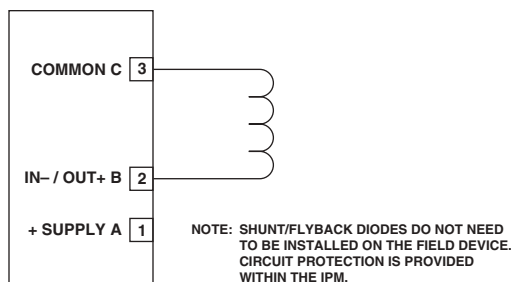 COMMON C 3
IN– / OUT+ B 2
+ SUPPLY A 1
NOTE: SHUNT/FLYBACK DIODES DO NOT NEED
TO BE INSTALLED ON THE FIELD DEVICE.
CIRCUIT PROTECTION IS PROVIDED
WITHIN THE IPM.